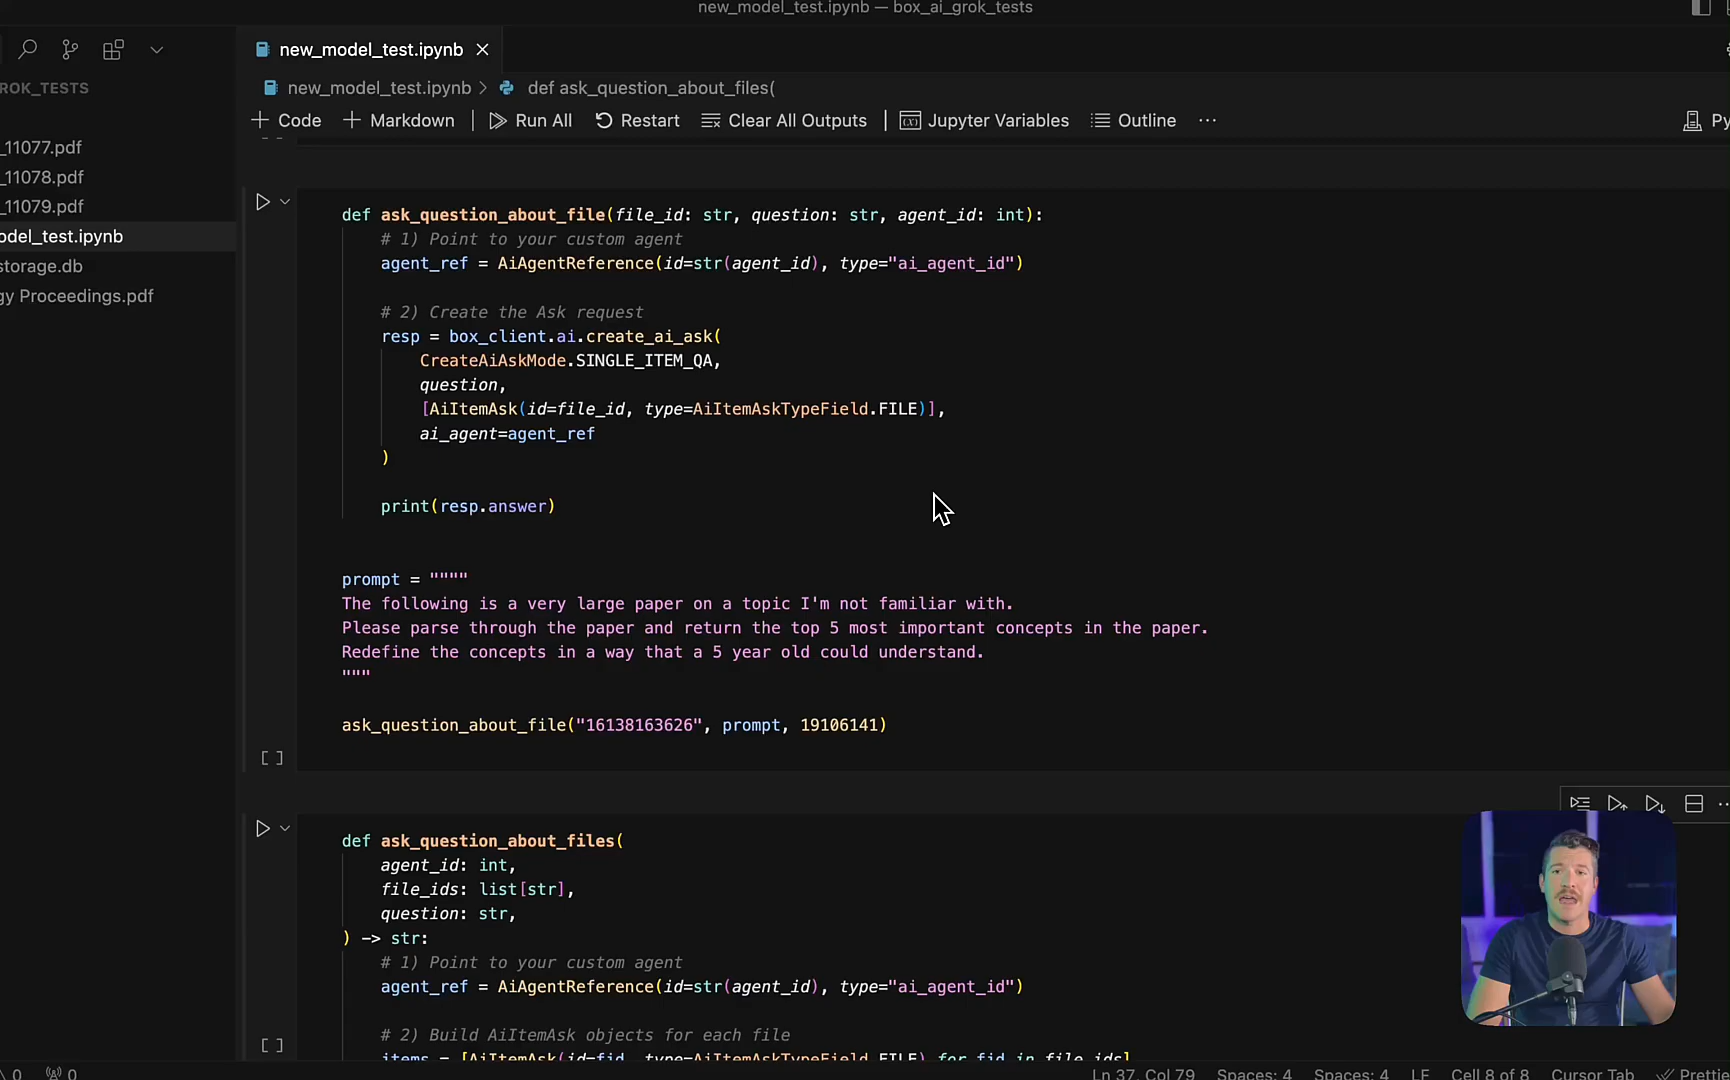 new_model_test.ipynb — box_ai_grok_tests
new_model_test.ipynb
ROK_TESTS
new_model_test.ipynb > def ask_question_about_files(
+ Code + Markdown | Run All Restart Clear All Outputs | Jupyter Variables Outline ··· Py
_11077.pdf
_11078.pdf
_11079.pdf
odel_test.ipynb
storage.db
gy Proceedings.pdf
def ask_question_about_file(file_id: str, question: str, agent_id: int):
# 1) Point to your custom agent
agent_ref = AiAgentReference(id=str(agent_id), type="ai_agent_id")
# 2) Create the Ask request
resp = box_client.ai.create_ai_ask(
CreateAiAskMode.SINGLE_ITEM_QA,
question,
[AiItemAsk(id=file_id, type=AiItemAskTypeField.FILE)],
ai_agent=agent_ref
)
print(resp.answer)
prompt = """"
The following is a very large paper on a topic I'm not familiar with.
Please parse through the paper and return the top 5 most important concepts in the paper.
Redefine the concepts in a way that a 5 year old could understand.
"""
ask_question_about_file("16138163626", prompt, 19106141)
[ ]
def ask_question_about_files(
agent_id: int,
file_ids: list[str],
question: str,
) -> str:
# 1) Point to your custom agent
agent_ref = AiAgentReference(id=str(agent_id), type="ai_agent_id")
# 2) Build AiItemAsk objects for each file
[ ]
items = [AiItemAsk(id=fid, type=AiItemAskTypeField.FILE) for fid in file_ids]
0 0 Ln 37, Col 79 Spaces: 4 Spaces: 4 LF Cell 8 of 8 Cursor Tab Prettie